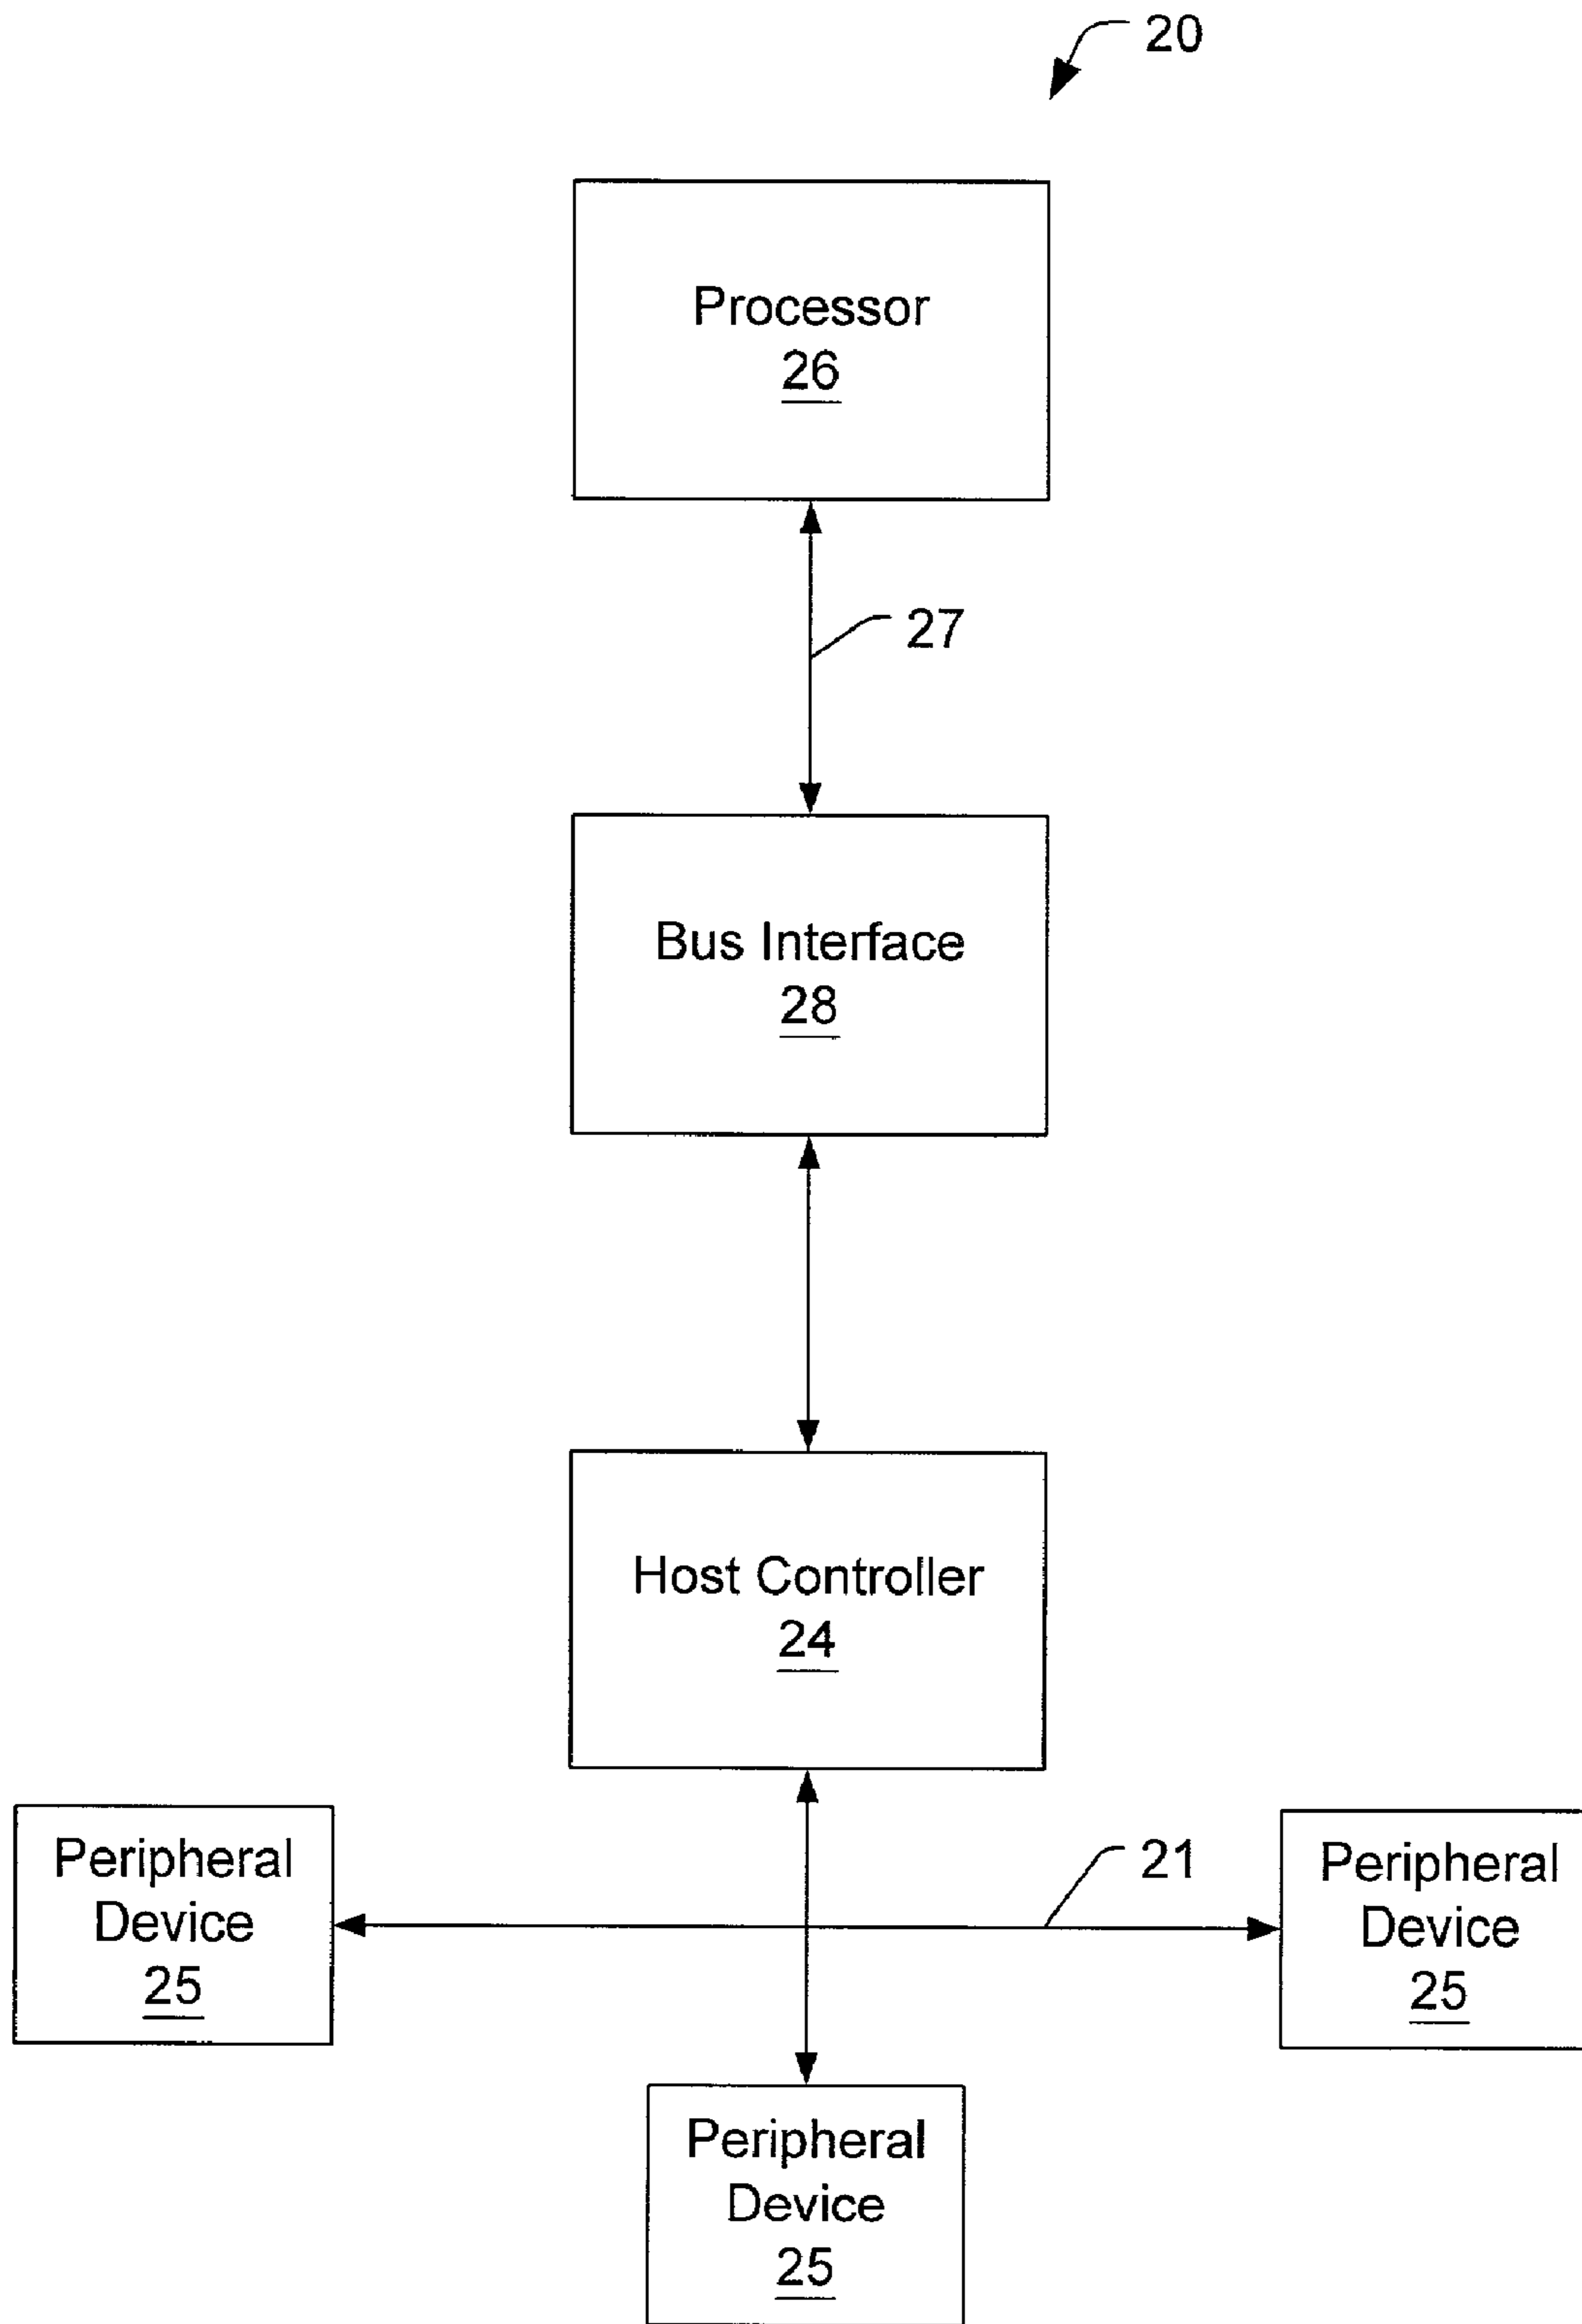 20
Processor
26
27
Bus Interface
28
Host Controller
24
Peripheral
Device
25
21
Peripheral
Device
25
Peripheral
Device
25